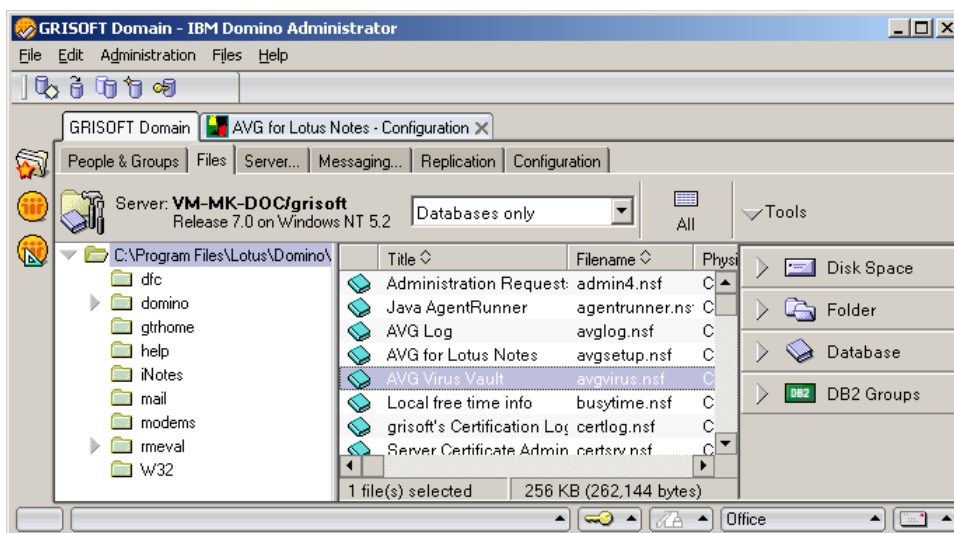 GRISOFT Domain - IBM Domino Administrator
File Edit Administration Files Help
GRISOFT Domain AVG for Lotus Notes - Configuration
People & Groups Files Server... Messaging... Replication Configuration
Server: VM-MK-DOC/grisoft
Release 7.0 on Windows NT 5.2
Databases only
All
Tools
C:\Program Files\Lotus\Domino\
dfc
domino
gtrhome
help
iNotes
mail
modems
rmeval
W32
Title Filename Physi
Administration Request: admin4.nsf C
Java AgentRunner agentrunner.ns C
AVG Log avglog.nsf C
AVG for Lotus Notes avgsetup.nsf C
AVG Virus Vault avgvirus.nsf C
Local free time info busytime.nsf C
grisoft's Certification Log certlog.nsf C
Server Certificate Admin certsrv.nsf C
1 file(s) selected 256 KB (262,144 bytes)
Disk Space
Folder
Database
DB2 DB2 Groups
Office